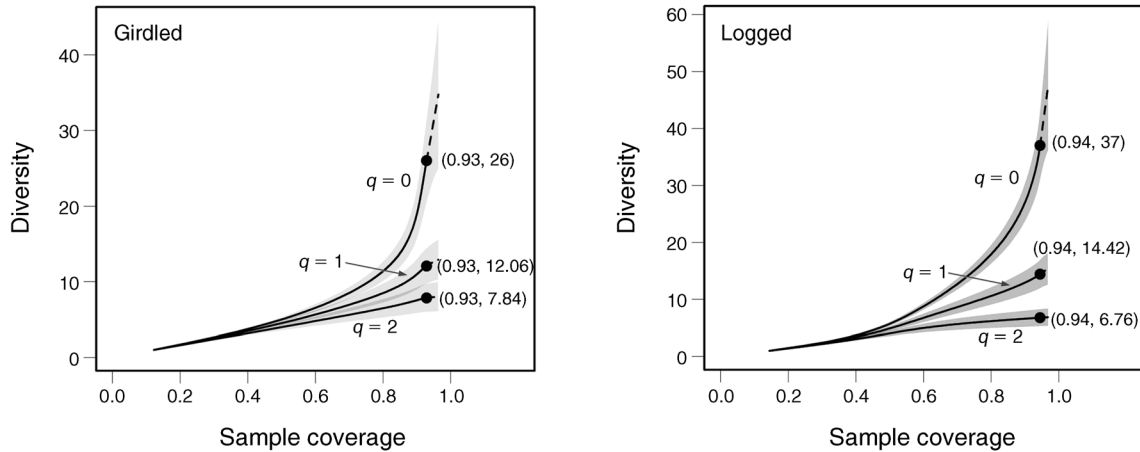 Girdled
Diversity
40
30
20
10
0
(0.93, 26)
q = 0
q = 1
(0.93, 12.06)
(0.93, 7.84)
q = 2
0.0 0.2 0.4 0.6 0.8 1.0
Sample coverage
Logged
Diversity
60
50
40
30
20
10
0
(0.94, 37)
q = 0
(0.94, 14.42)
q = 1
(0.94, 6.76)
q = 2
0.0 0.2 0.4 0.6 0.8 1.0
Sample coverage